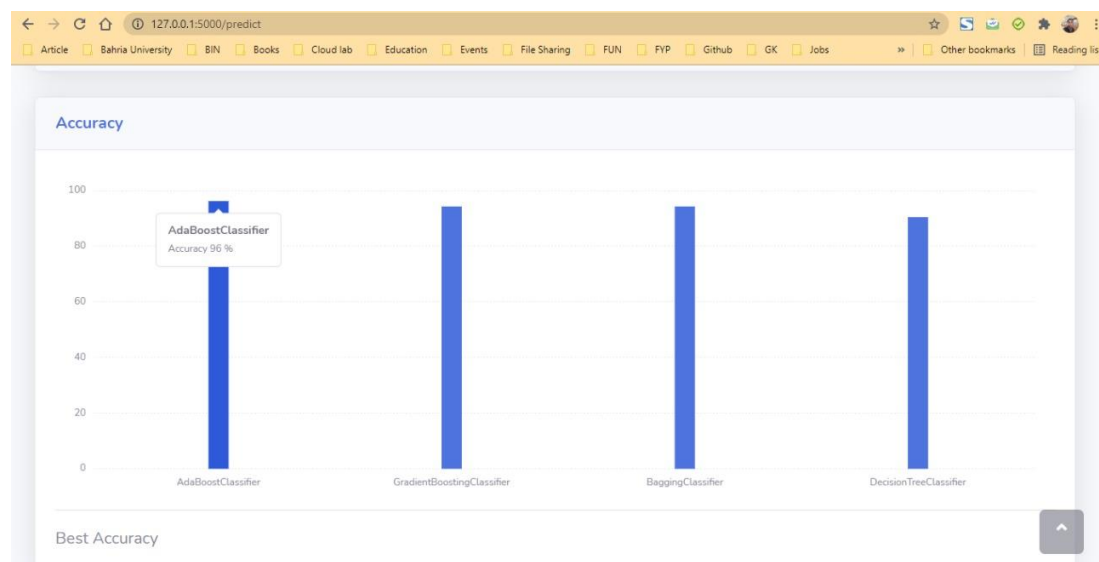 127.0.0.1:5000/predict
Article Bahria University BIN Books Cloud lab Education Events File Sharing FUN FYP Github GK Jobs » Other bookmarks Reading lis
Accuracy
100
AdaBoostClassifier
Accuracy 96 %
80
60
40
20
0
AdaBoostClassifier GradientBoostingClassifier BaggingClassifier DecisionTreeClassifier
Best Accuracy